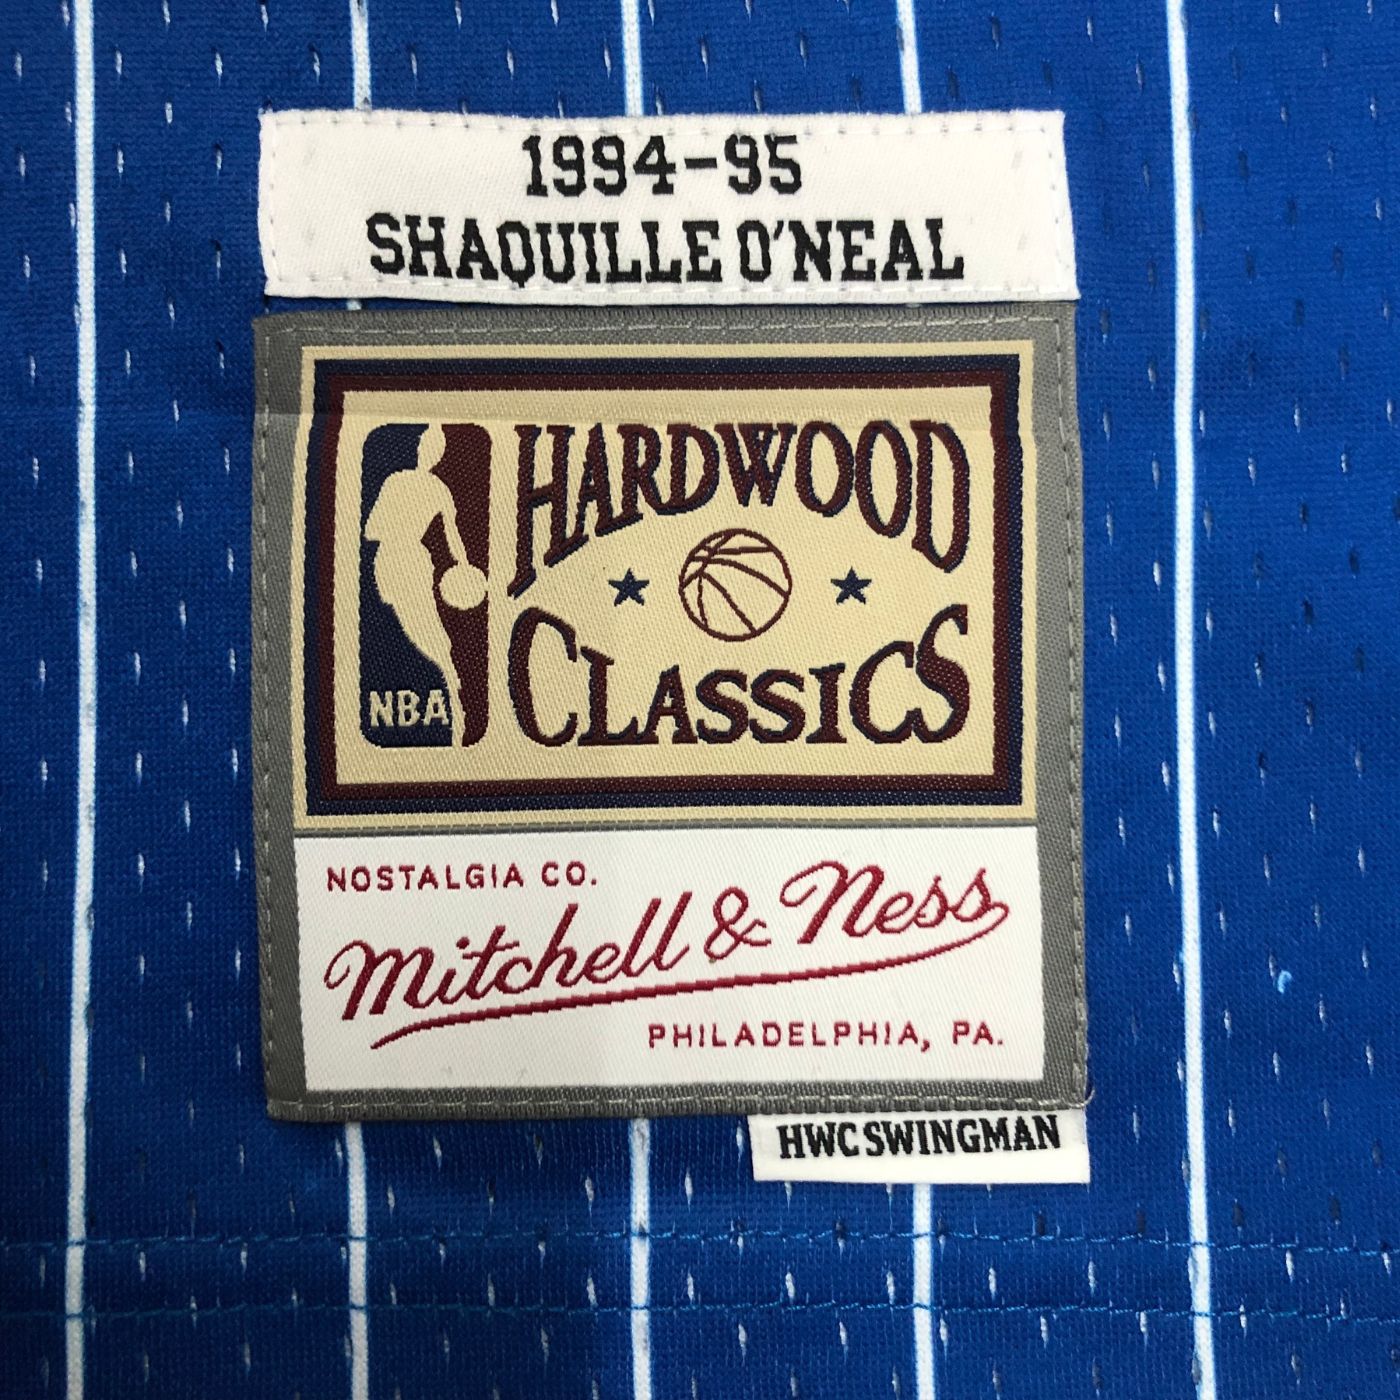 1994-95
SHAQUILLE O'NEAL
HARDWOOD
CLASSICS
NBA
NOSTALGIA CO.
Mitchell & Ness
PHILADELPHIA, PA.
HWC SWINGMAN